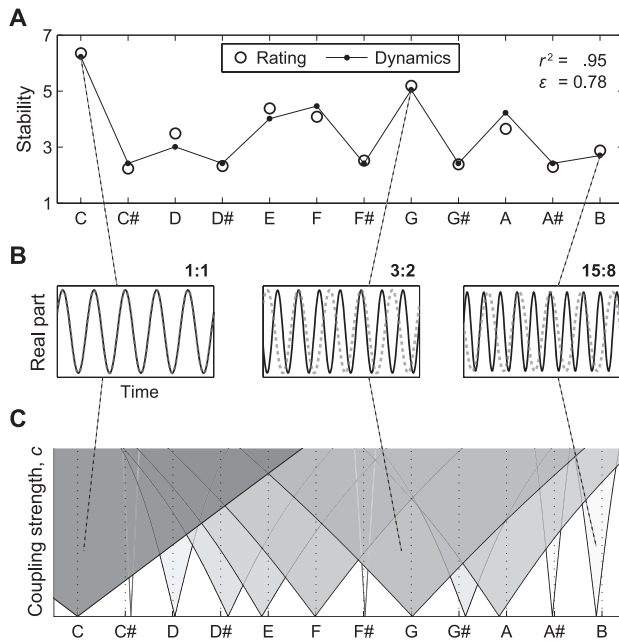 A
7
5
3
1
Stability
Rating Dynamics
r² = .95
ε = 0.78
C C# D D# E F F# G G# A A# B
B
1:1 3:2 15:8
Real part
Time
C
Coupling strength, c
C C# D D# E F F# G G# A A# B